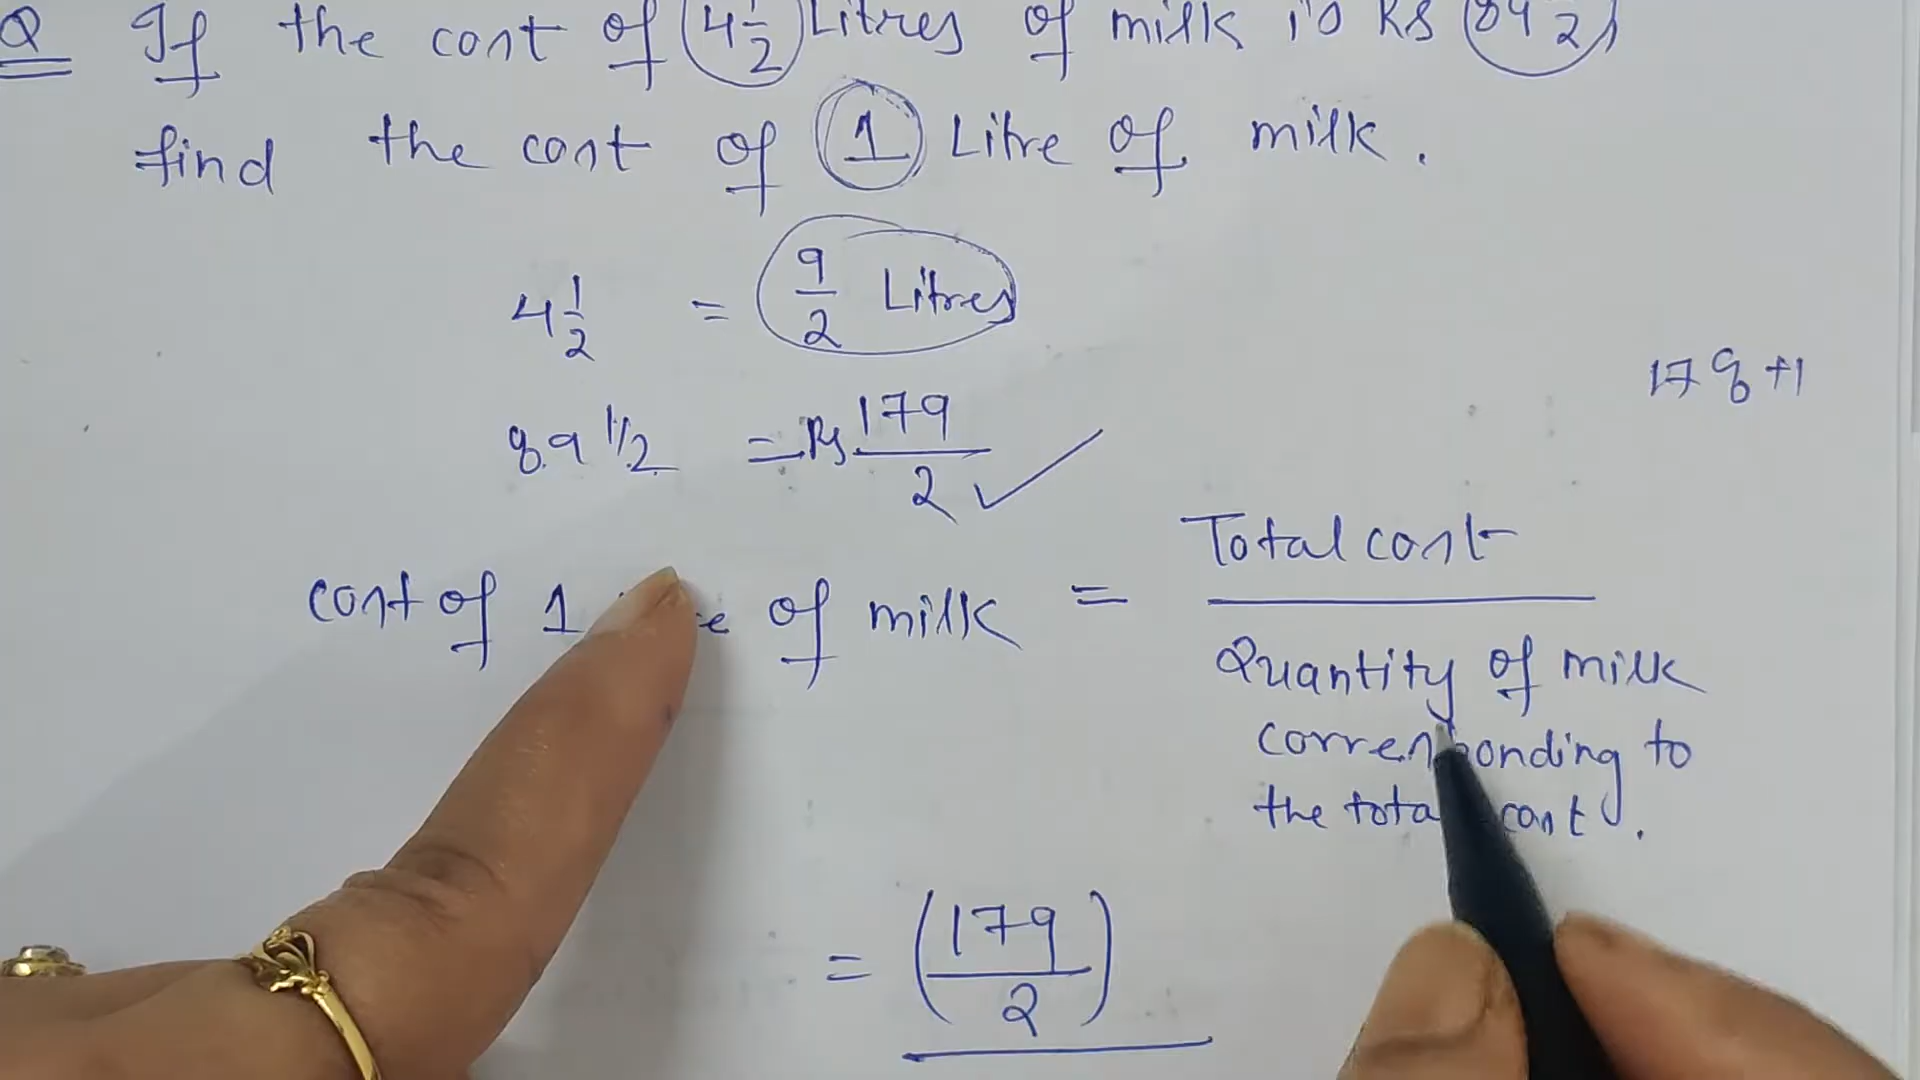 Q If the cost of 4 1/2 Litres of milk is Rs 89 1/2,
find the cost of 1 Litre of milk.
4 1/2 = 9/2 Litres
178+1
89 1/2 = Rs 179/2 ✓
cost of 1 of milk = Total cost
Quantity of milk
corresponding to
the total cost.
= (179/2)